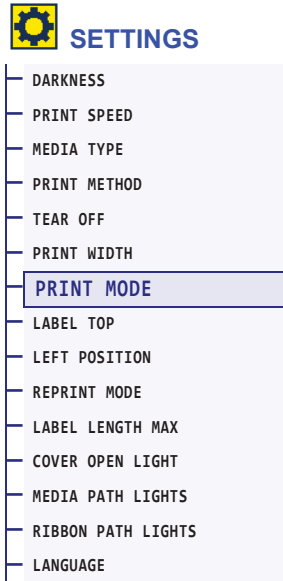 SETTINGS
DARKNESS
PRINT SPEED
MEDIA TYPE
PRINT METHOD
TEAR OFF
PRINT WIDTH
PRINT MODE
LABEL TOP
LEFT POSITION
REPRINT MODE
LABEL LENGTH MAX
COVER OPEN LIGHT
MEDIA PATH LIGHTS
RIBBON PATH LIGHTS
LANGUAGE